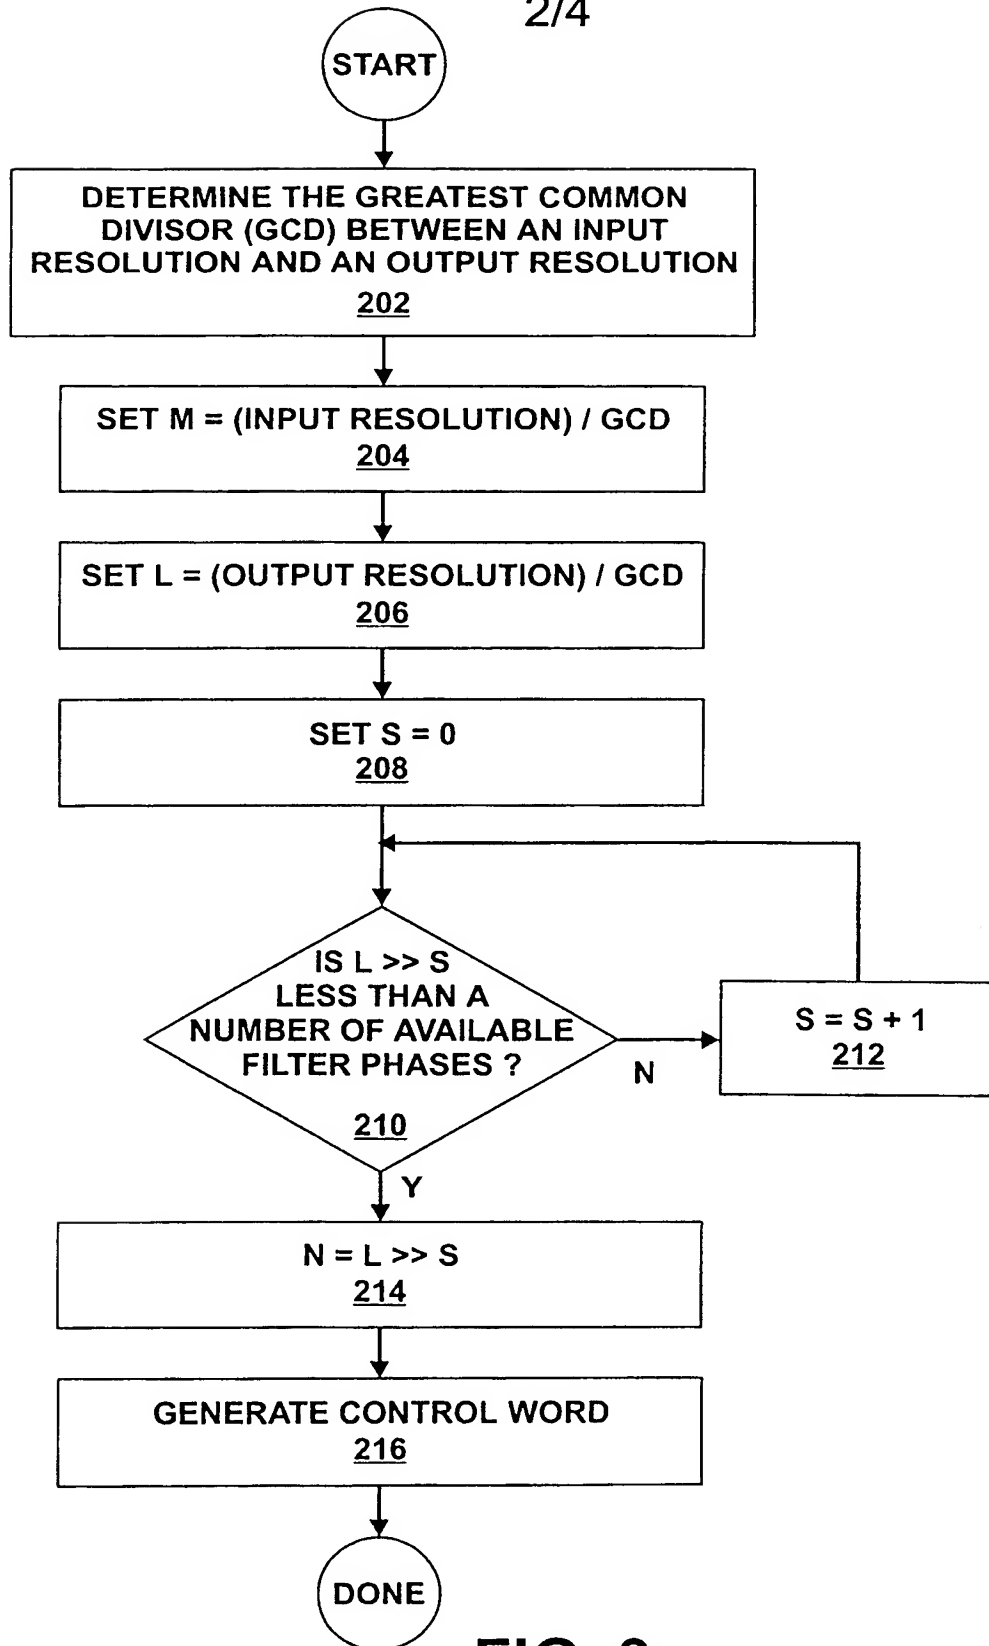 2/4
START
DETERMINE THE GREATEST COMMON
DIVISOR (GCD) BETWEEN AN INPUT
RESOLUTION AND AN OUTPUT RESOLUTION
202
SET M = (INPUT RESOLUTION) / GCD
204
SET L = (OUTPUT RESOLUTION) / GCD
206
SET S = 0
208
IS L >> S
LESS THAN A
NUMBER OF AVAILABLE
FILTER PHASES ?
210
N
S = S + 1
212
Y
N = L >> S
214
GENERATE CONTROL WORD
216
DONE
FIG.